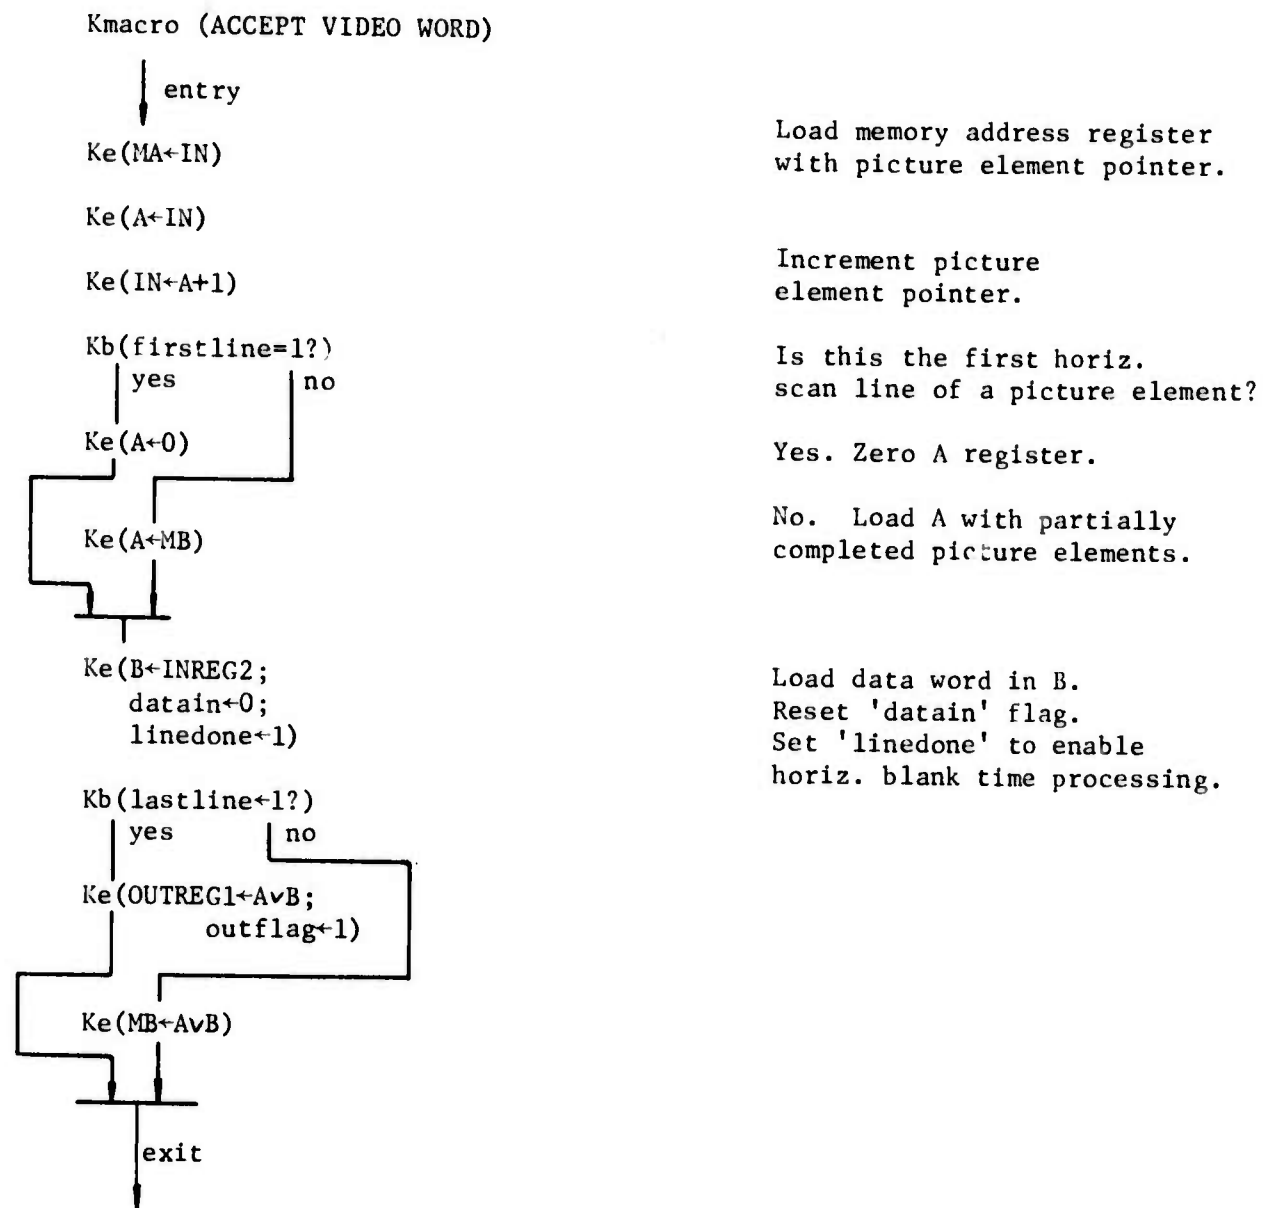 Kmacro (ACCEPT VIDEO WORD)
entry
Ke(MA←IN)
Load memory address register
with picture element pointer.
Ke(A←IN)
Ke(IN←A+1)
Increment picture
element pointer.
Kb(firstline=1?)
yes
no
Is this the first horiz.
scan line of a picture element?
Ke(A←0)
Yes. Zero A register.
Ke(A←MB)
No. Load A with partially
completed picture elements.
Ke(B←INREG2;
datain←0;
linedone←1)
Load data word in B.
Reset 'datain' flag.
Set 'linedone' to enable
horiz. blank time processing.
Kb(lastline←1?)
yes
no
Ke(OUTREG1←A∨B;
outflag←1)
Ke(MB←A∨B)
exit